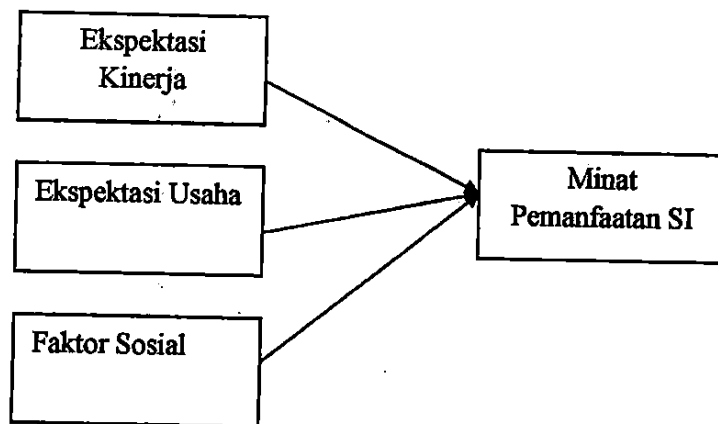 Ekspektasi
Kinerja
Ekspektasi Usaha
Minat
Pemanfaatan SI
Faktor Sosial